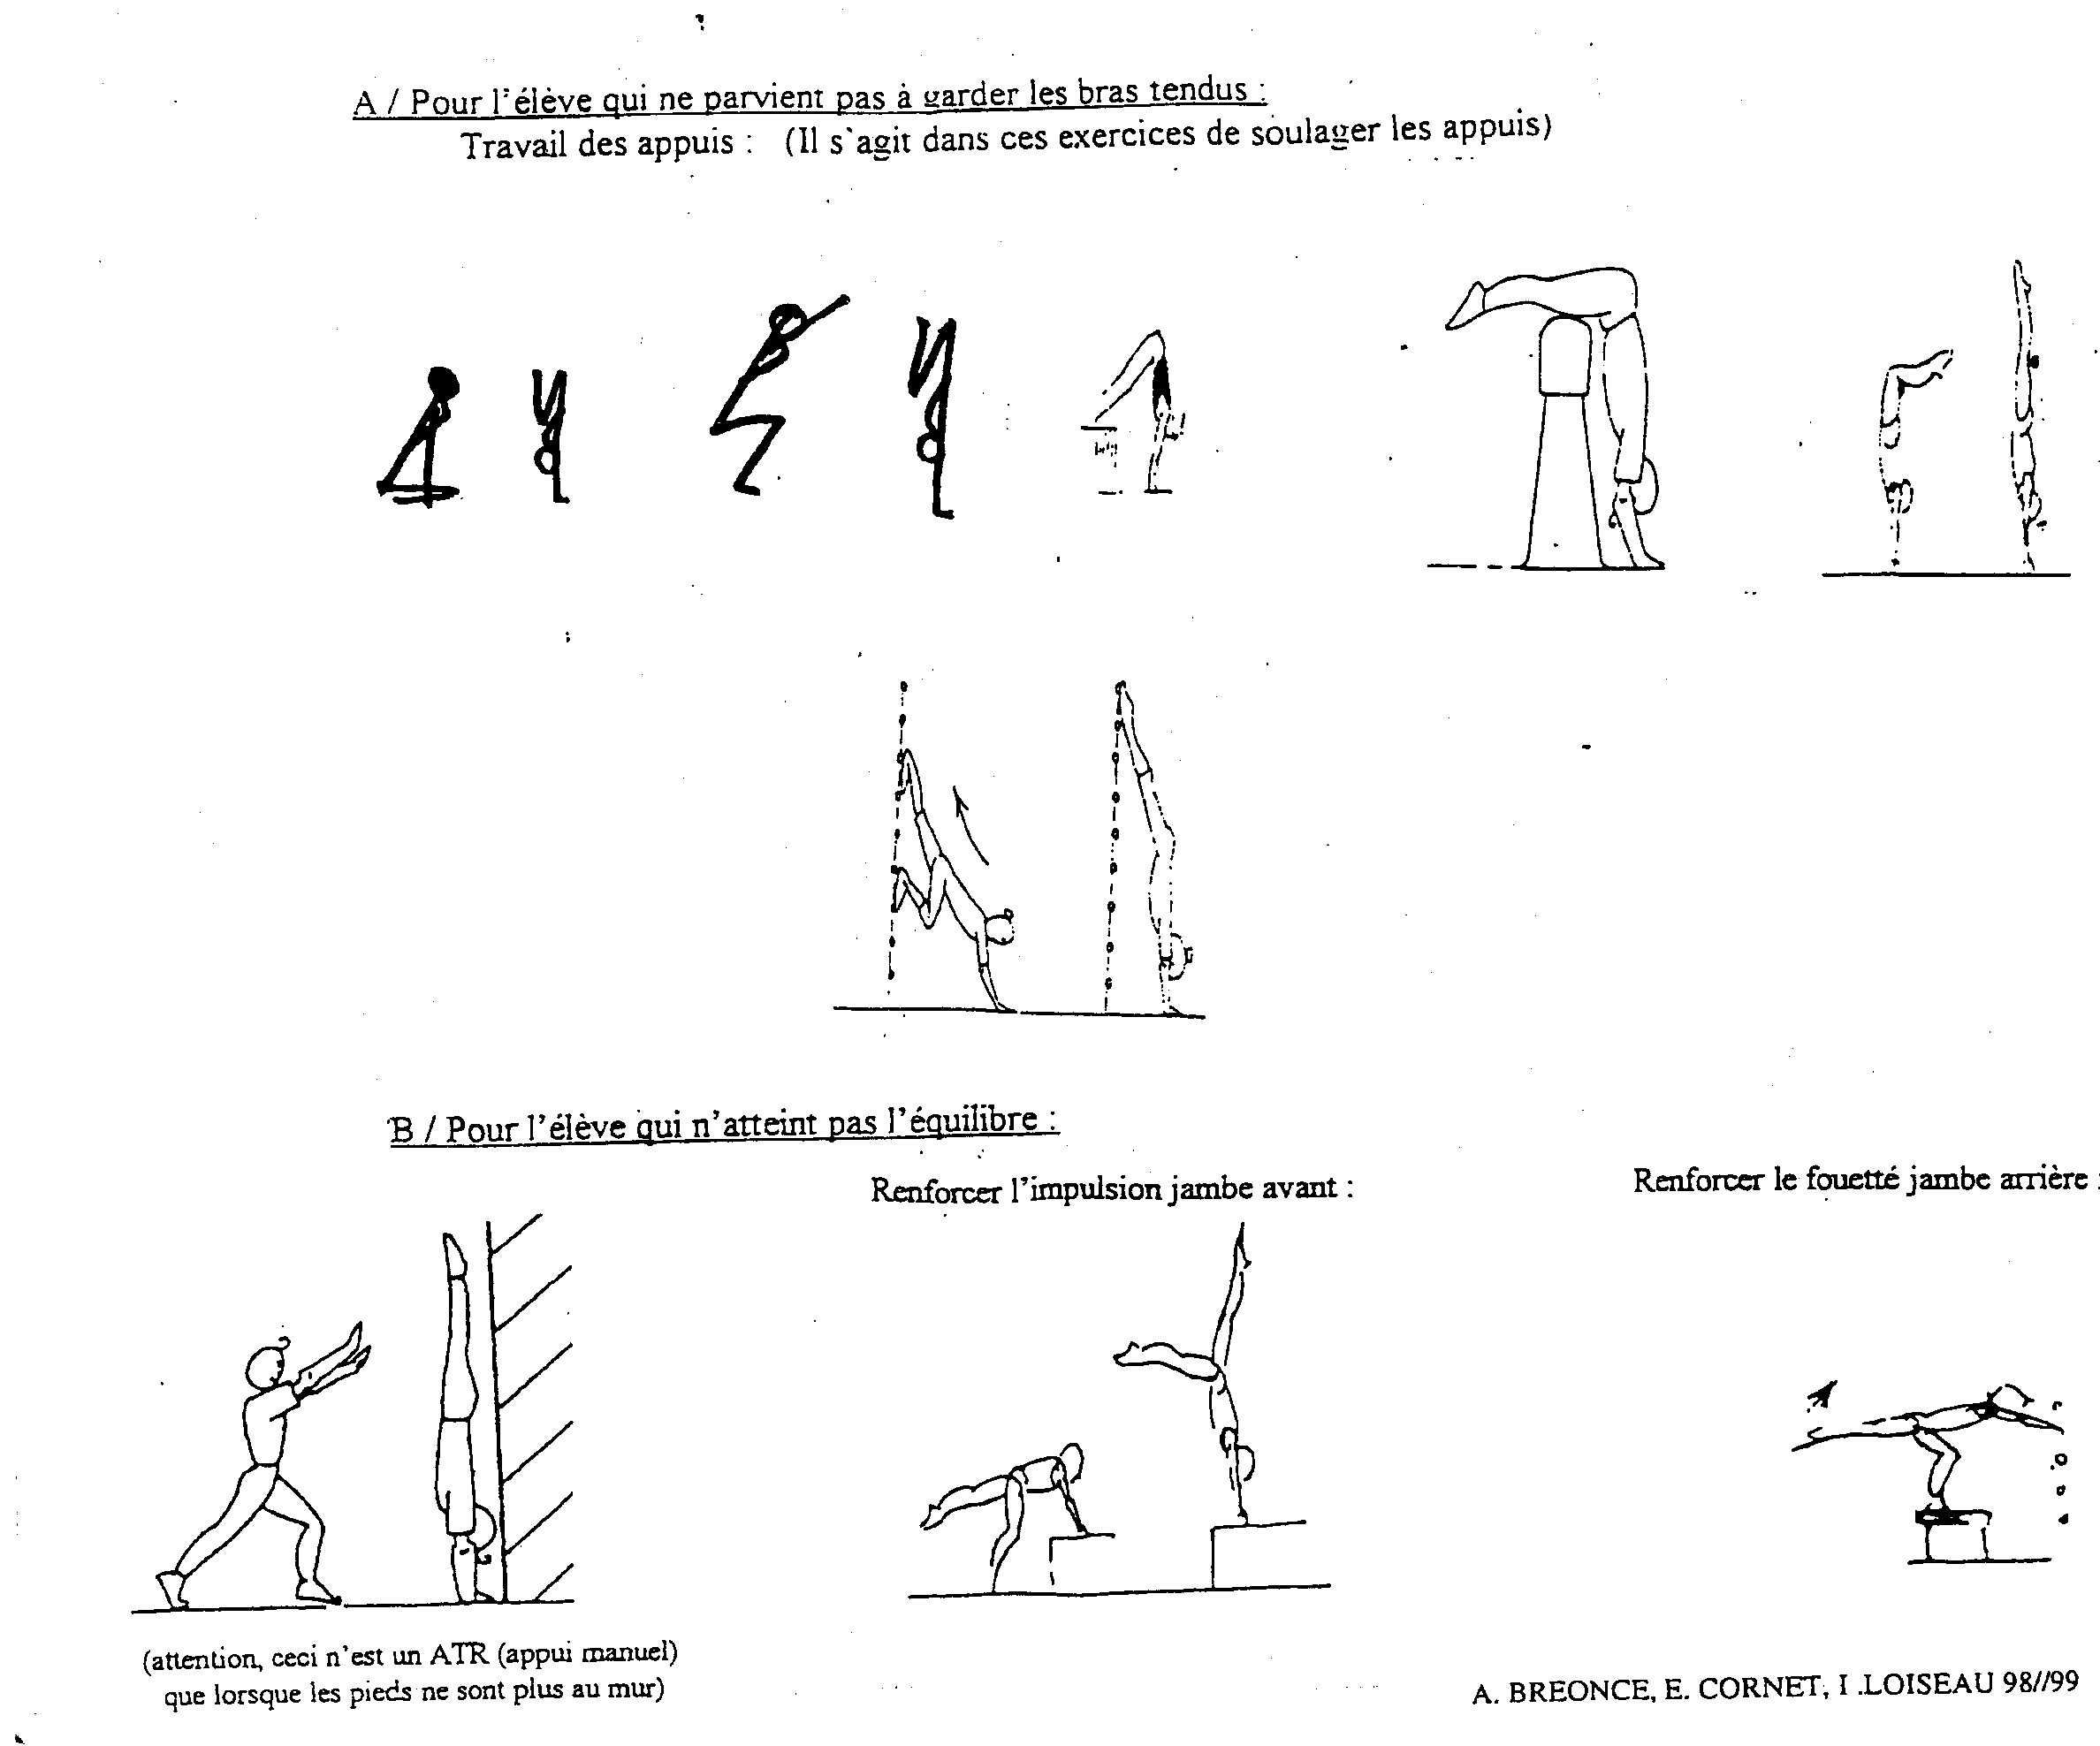 A / Pour l'élève qui ne parvient pas à garder les bras tendus :
Travail des appuis : (Il s'agit dans ces exercices de soulager les appuis)
B / Pour l'élève qui n'atteint pas l'équilibre :
Renforcer l'impulsion jambe avant :
Renforcer le fouetté jambe arrière :
(attention, ceci n'est un ATR (appui manuel)
que lorsque les pieds ne sont plus au mur)
A. BREONCE, E. CORNET, I .LOISEAU 98//99